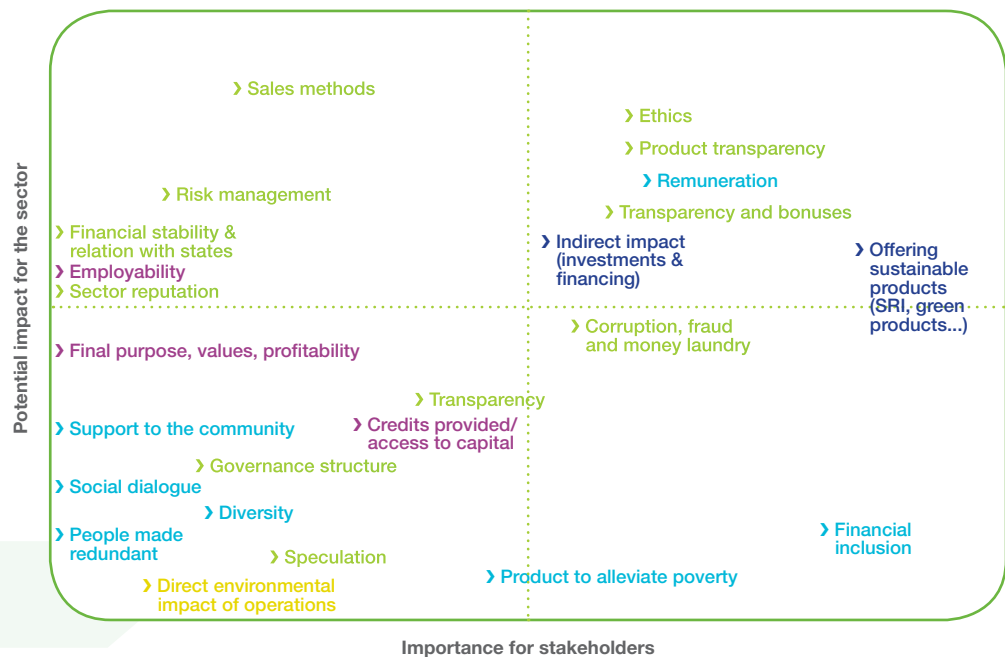 Potential impact for the sector
❯ Sales methods
❯ Ethics
❯ Product transparency
❯ Remuneration
❯ Risk management
❯ Transparency and bonuses
❯ Financial stability &
relation with states
❯ Indirect impact
(investments &
financing)
❯ Offering
sustainable
products
(SRI, green
products...)
❯ Employability
❯ Sector reputation
❯ Corruption, fraud
and money laundry
❯ Final purpose, values, profitability
❯ Transparency
❯ Support to the community
❯ Credits provided/
access to capital
❯ Governance structure
❯ Social dialogue
❯ Diversity
❯ People made
redundant
❯ Financial
inclusion
❯ Speculation
❯ Product to alleviate poverty
❯ Direct environmental
impact of operations
Importance for stakeholders